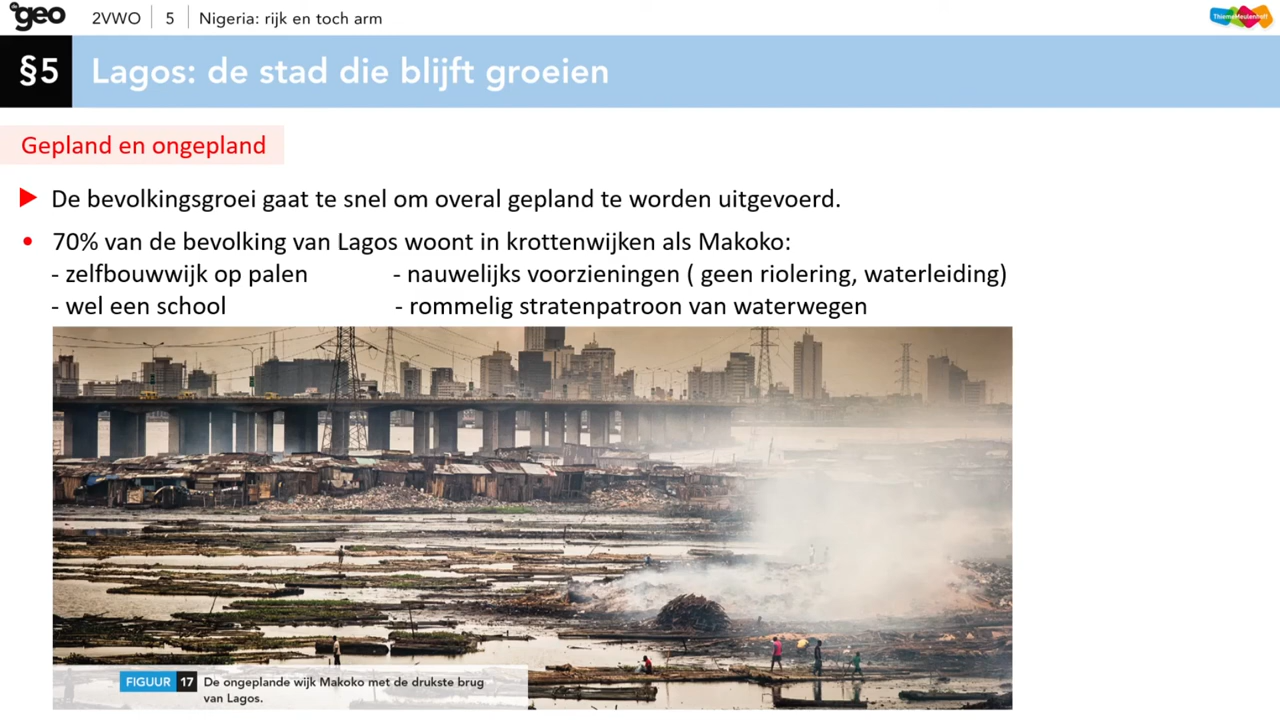 de geo 2VWO 5 Nigeria: rijk en toch arm ThiemeMeulenhoff
§5 Lagos: de stad die blijft groeien
Gepland en ongepland
De bevolkingsgroei gaat te snel om overal gepland te worden uitgevoerd.
• 70% van de bevolking van Lagos woont in krottenwijken als Makoko:
- zelfbouwwijk op palen - nauwelijks voorzieningen ( geen riolering, waterleiding)
- wel een school - rommelig stratenpatroon van waterwegen
FIGUUR 17 De ongeplande wijk Makoko met de drukste brug
van Lagos.